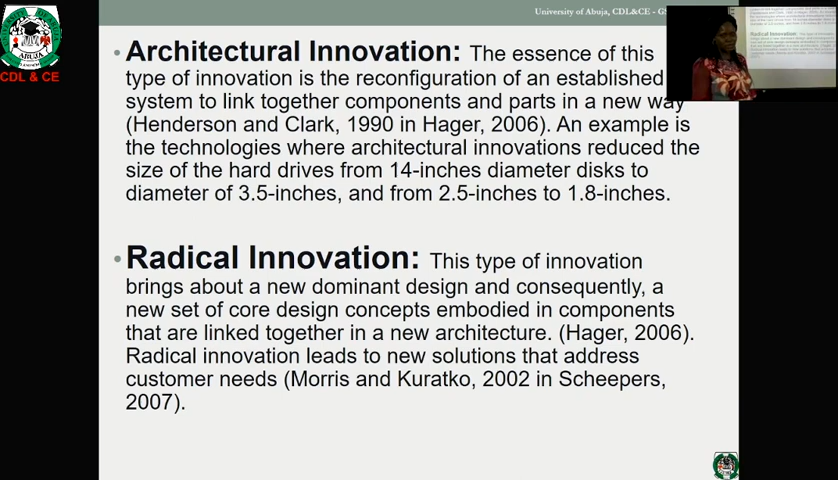 University of Abuja, CDL&CE - GS
CDL & CE
• Architectural Innovation: The essence of this
type of innovation is the reconfiguration of an established
system to link together components and parts in a new way
(Henderson and Clark, 1990 in Hager, 2006). An example is
the technologies where architectural innovations reduced the
size of the hard drives from 14-inches diameter disks to
diameter of 3.5-inches, and from 2.5-inches to 1.8-inches.
• Radical Innovation: This type of innovation
brings about a new dominant design and consequently, a
new set of core design concepts embodied in components
that are linked together in a new architecture. (Hager, 2006).
Radical innovation leads to new solutions that address
customer needs (Morris and Kuratko, 2002 in Scheepers,
2007).